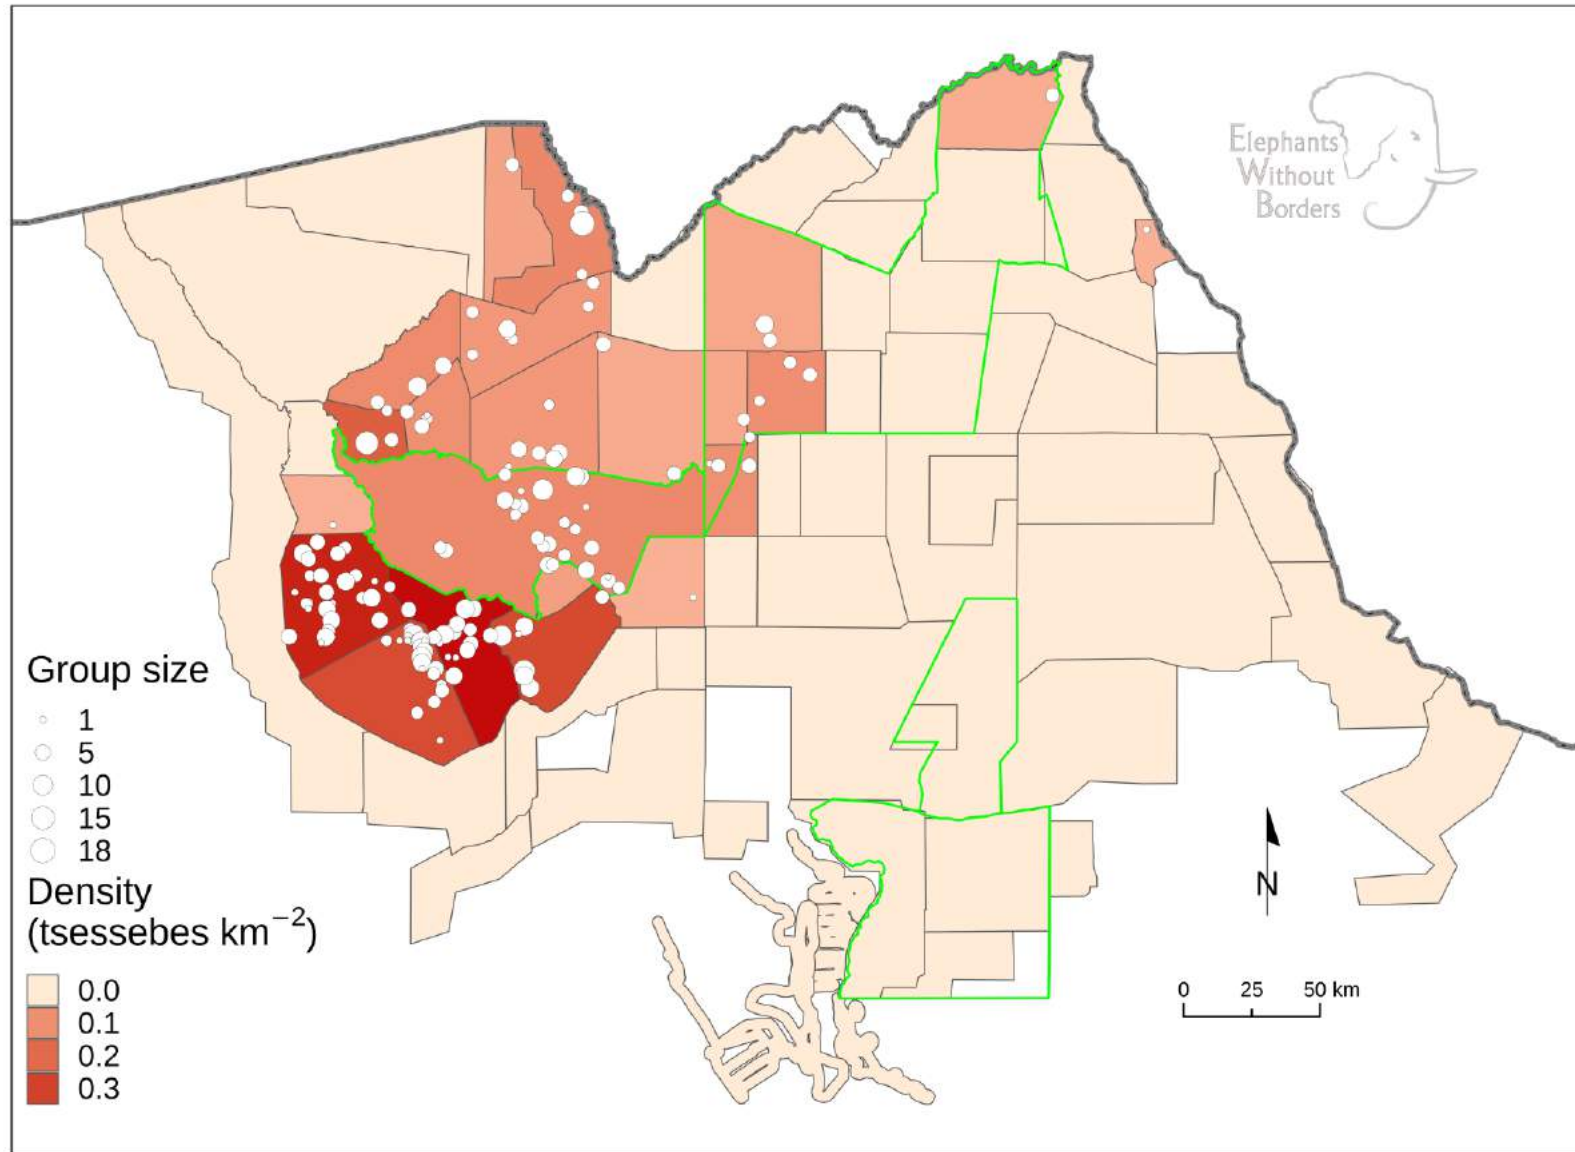 Elephants
Without
Borders
Group size
1
5
10
15
18
Density
(tsessebes km⁻²)
0.0
0.1
0.2
0.3
N
0 25 50 km